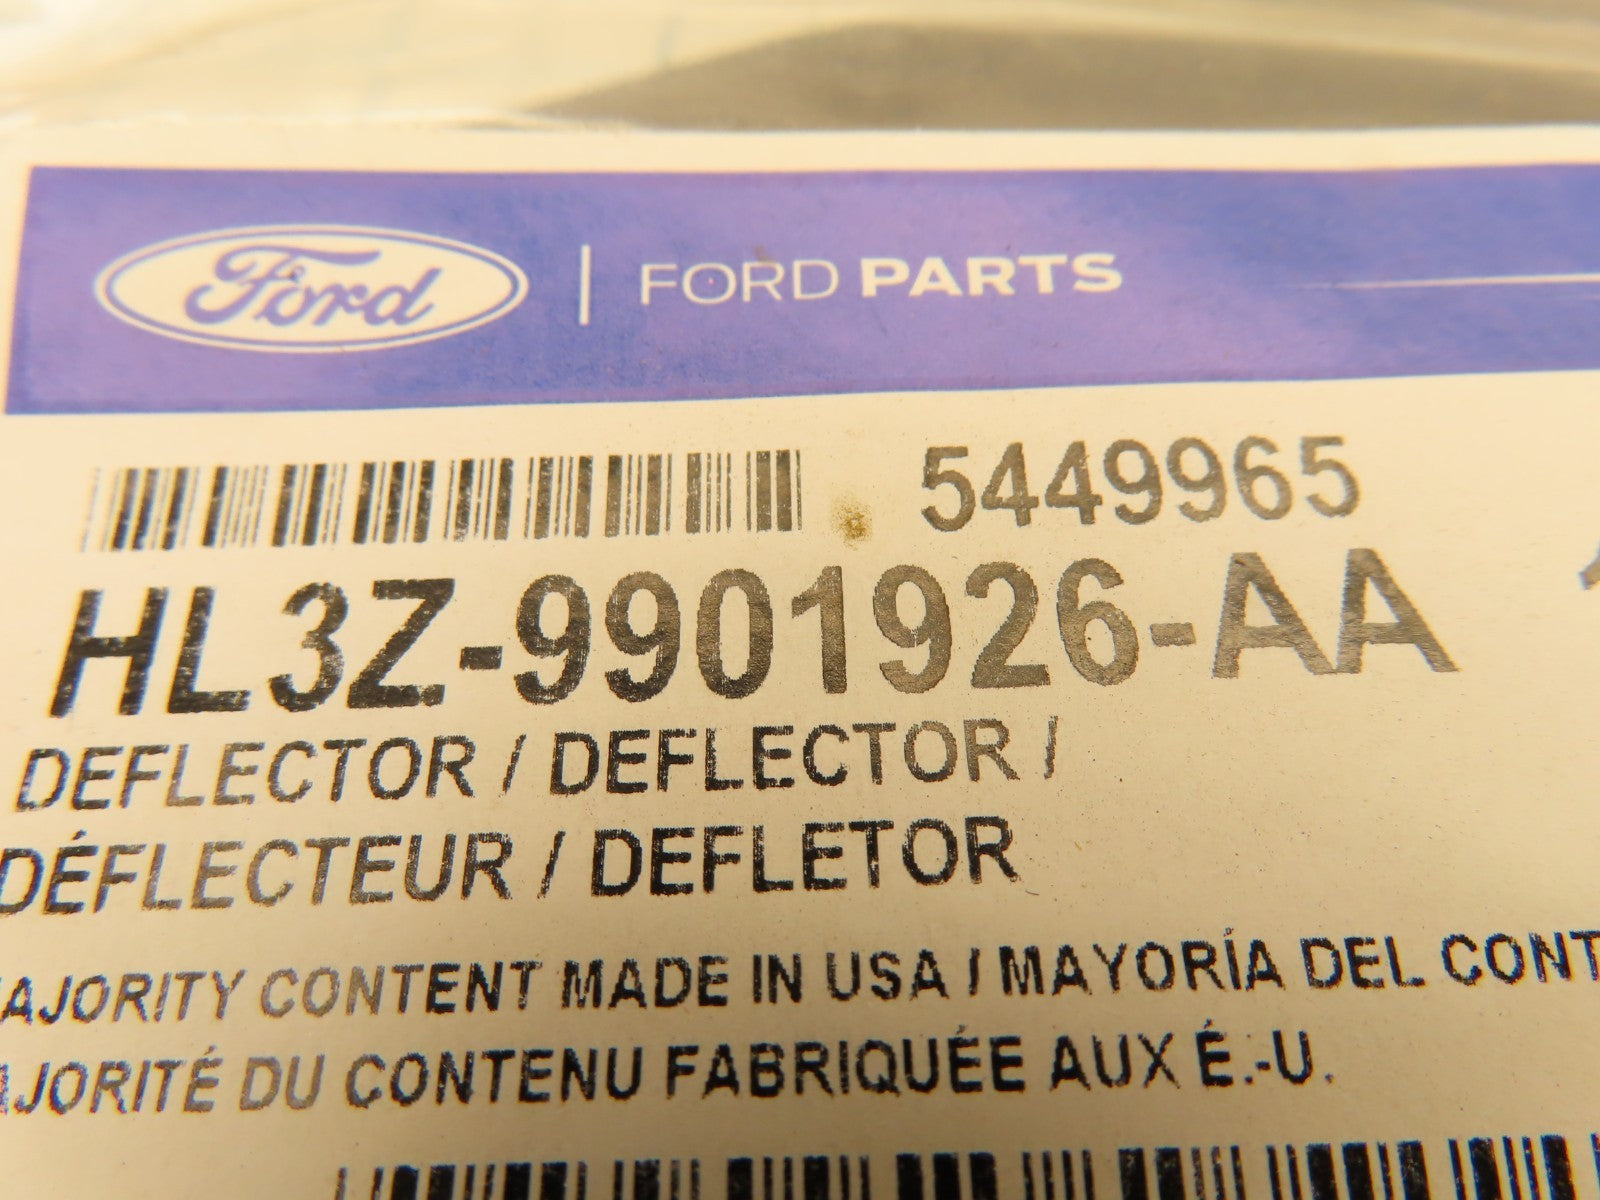 Ford | FORD PARTS
5449965
HL3Z-9901926-AA
DEFLECTOR / DEFLECTOR /
DÉFLECTEUR / DEFLETOR
AJORITY CONTENT MADE IN USA / MAYORÍA DEL CONT
AJORITÉ DU CONTENU FABRIQUÉE AUX É.-U.